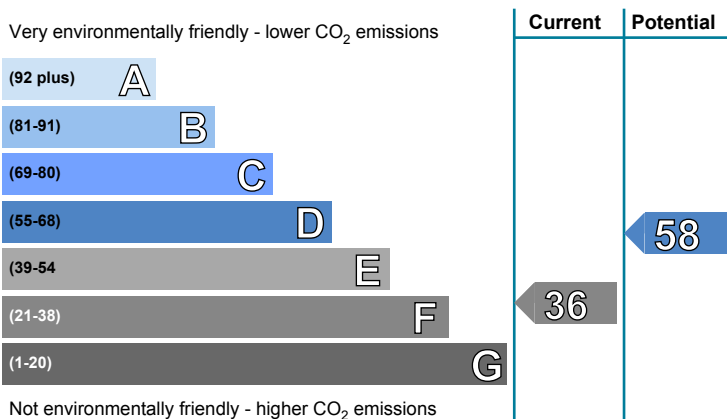 Current Potential
Very environmentally friendly - lower CO2 emissions
(92 plus) A
(81-91) B
(69-80) C
(55-68) D
58
(39-54 E
(21-38) F
36
(1-20) G
Not environmentally friendly - higher CO2 emissions